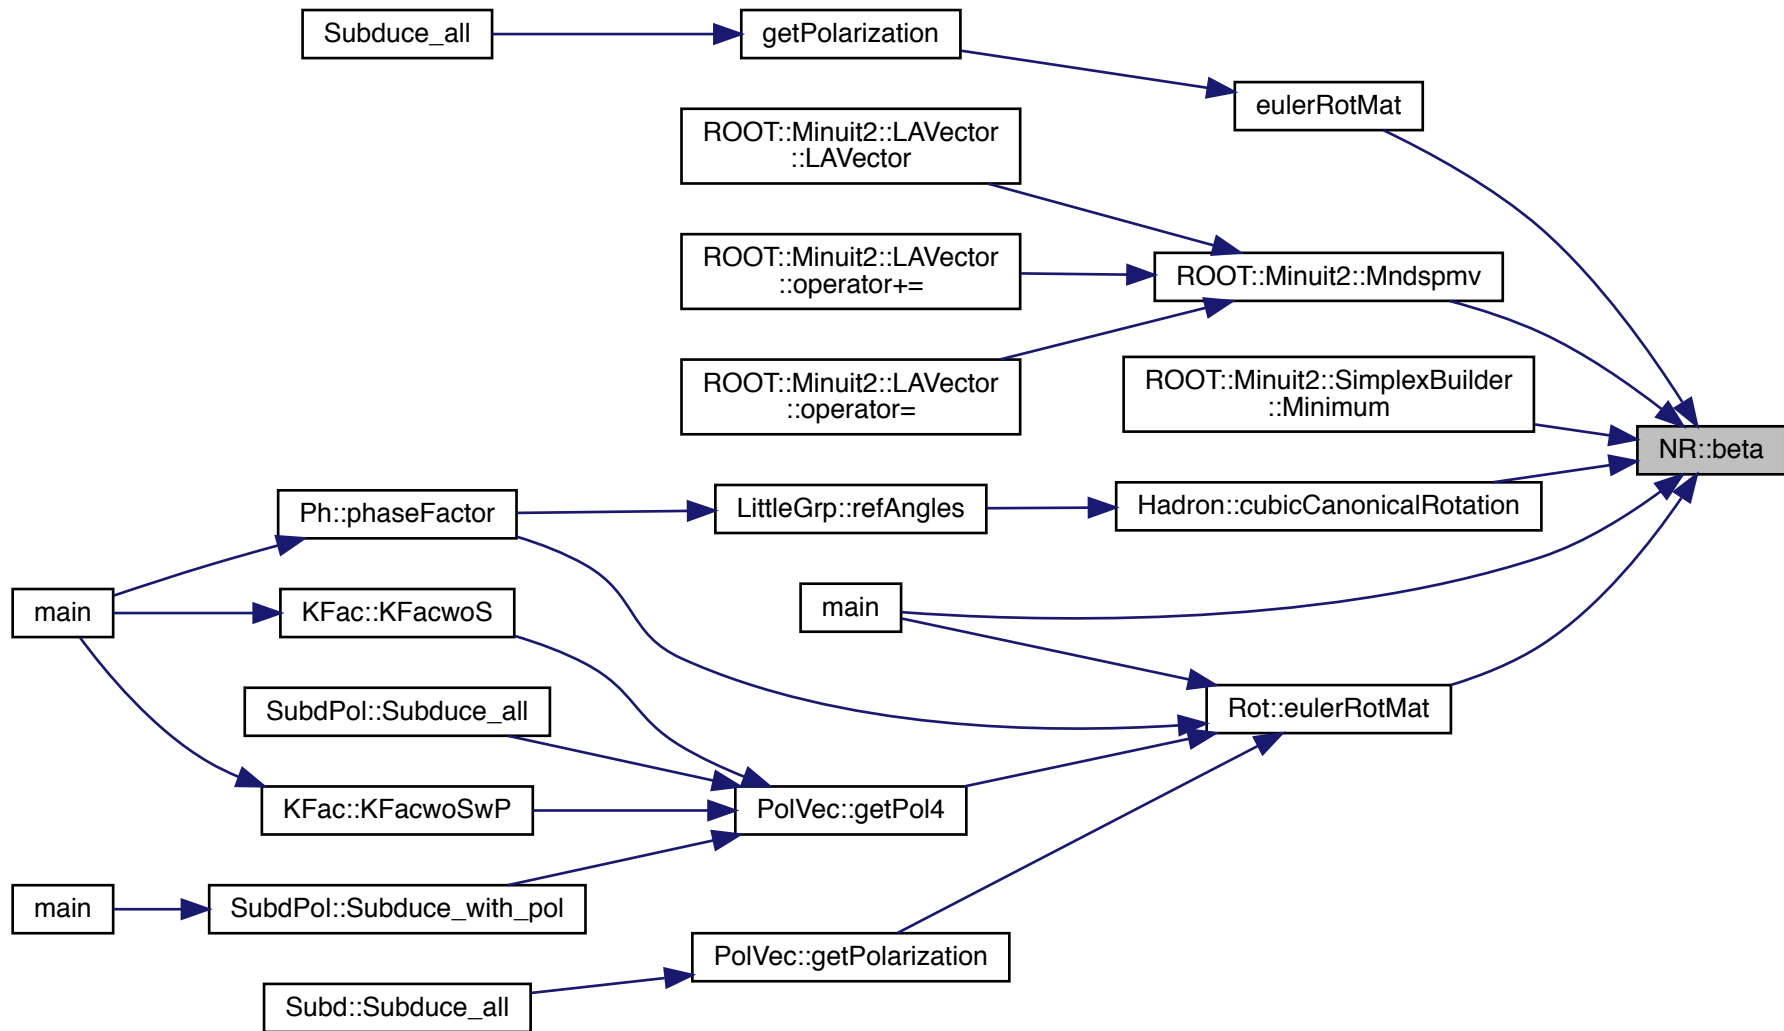 Subduce_all
getPolarization
eulerRotMat
ROOT::Minuit2::LAVector
::LAVector
ROOT::Minuit2::LAVector
::operator+=
ROOT::Minuit2::Mndspmv
ROOT::Minuit2::LAVector
::operator=
ROOT::Minuit2::SimplexBuilder
::Minimum
NR::beta
Ph::phaseFactor
LittleGrp::refAngles
Hadron::cubicCanonicalRotation
main
KFac::KFacwoS
main
SubdPol::Subduce_all
Rot::eulerRotMat
KFac::KFacwoSwP
PolVec::getPol4
main
SubdPol::Subduce_with_pol
PolVec::getPolarization
Subd::Subduce_all